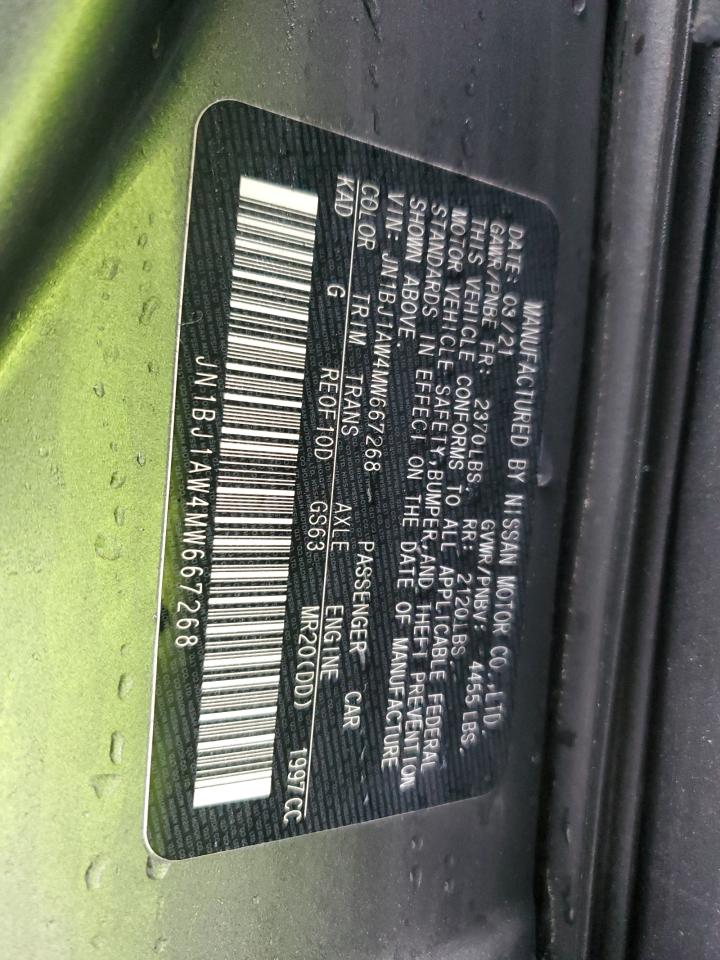 MANUFACTURED BY NISSAN MOTOR CO.,LTD.
DATE: 03/21 GVWR/PNBV: 4455LBS.
GAWR/PNBE FR: 2370LBS. RR: 2120LBS.
THIS VEHICLE CONFORMS TO ALL APPLICABLE FEDERAL
MOTOR VEHICLE SAFETY,BUMPER,AND THEFT PREVENTION
STANDARDS IN EFFECT ON THE DATE OF MANUFACTURE
SHOWN ABOVE.
VIN: JN1BJ1AW4MW667268 PASSENGER CAR
COLOR TRIM TRANS AXLE ENGINE
KAD G RE0F10D GS63 MR20(DDD) 1997CC
JN1BJ1AW4MW667268